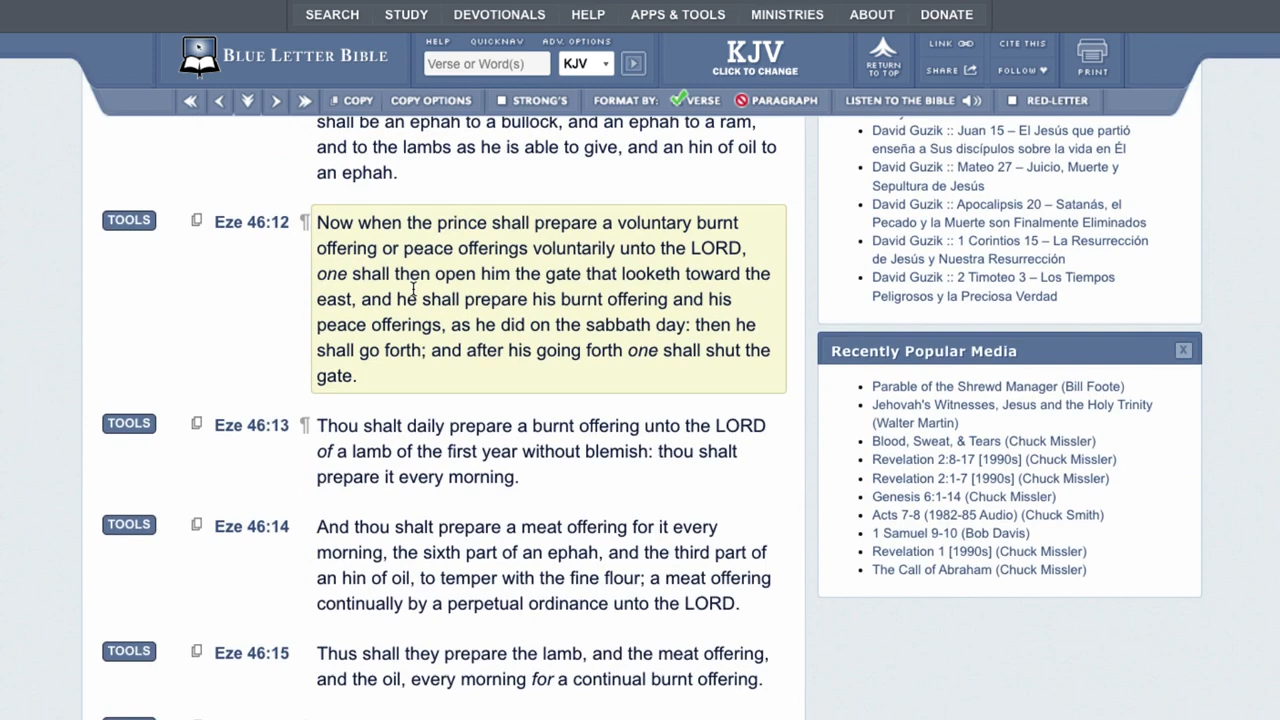 SEARCH STUDY DEVOTIONALS HELP APPS & TOOLS MINISTRIES ABOUT DONATE
BLUE LETTER BIBLE
HELP QUICKNAV ADV. OPTIONS
Verse or Word(s) KJV
KJV
CLICK TO CHANGE
RETURN
TO TOP
LINK CITE THIS
SHARE FOLLOW
PRINT
COPY COPY OPTIONS STRONG'S FORMAT BY: VERSE PARAGRAPH LISTEN TO THE BIBLE RED-LETTER
shall be an ephah to a bullock, and an ephah to a ram,
and to the lambs as he is able to give, and an hin of oil to
an ephah.
TOOLS Eze 46:12 ¶ Now when the prince shall prepare a voluntary burnt
offering or peace offerings voluntarily unto the LORD,
one shall then open him the gate that looketh toward the
east, and he shall prepare his burnt offering and his
peace offerings, as he did on the sabbath day: then he
shall go forth; and after his going forth one shall shut the
gate.
TOOLS Eze 46:13 ¶ Thou shalt daily prepare a burnt offering unto the LORD
of a lamb of the first year without blemish: thou shalt
prepare it every morning.
TOOLS Eze 46:14 And thou shalt prepare a meat offering for it every
morning, the sixth part of an ephah, and the third part of
an hin of oil, to temper with the fine flour; a meat offering
continually by a perpetual ordinance unto the LORD.
TOOLS Eze 46:15 Thus shall they prepare the lamb, and the meat offering,
and the oil, every morning for a continual burnt offering.
David Guzik :: Juan 15 – El Jesús que partió
enseña a Sus discípulos sobre la vida en Él
David Guzik :: Mateo 27 – Juicio, Muerte y
Sepultura de Jesús
David Guzik :: Apocalipsis 20 – Satanás, el
Pecado y la Muerte son Finalmente Eliminados
David Guzik :: 1 Corintios 15 – La Resurrección
de Jesús y Nuestra Resurrección
David Guzik :: 2 Timoteo 3 – Los Tiempos
Peligrosos y la Preciosa Verdad
Recently Popular Media X
Parable of the Shrewd Manager (Bill Foote)
Jehovah's Witnesses, Jesus and the Holy Trinity
(Walter Martin)
Blood, Sweat, & Tears (Chuck Missler)
Revelation 2:8-17 [1990s] (Chuck Missler)
Revelation 2:1-7 [1990s] (Chuck Missler)
Genesis 6:1-14 (Chuck Missler)
Acts 7-8 (1982-85 Audio) (Chuck Smith)
1 Samuel 9-10 (Bob Davis)
Revelation 1 [1990s] (Chuck Missler)
The Call of Abraham (Chuck Missler)